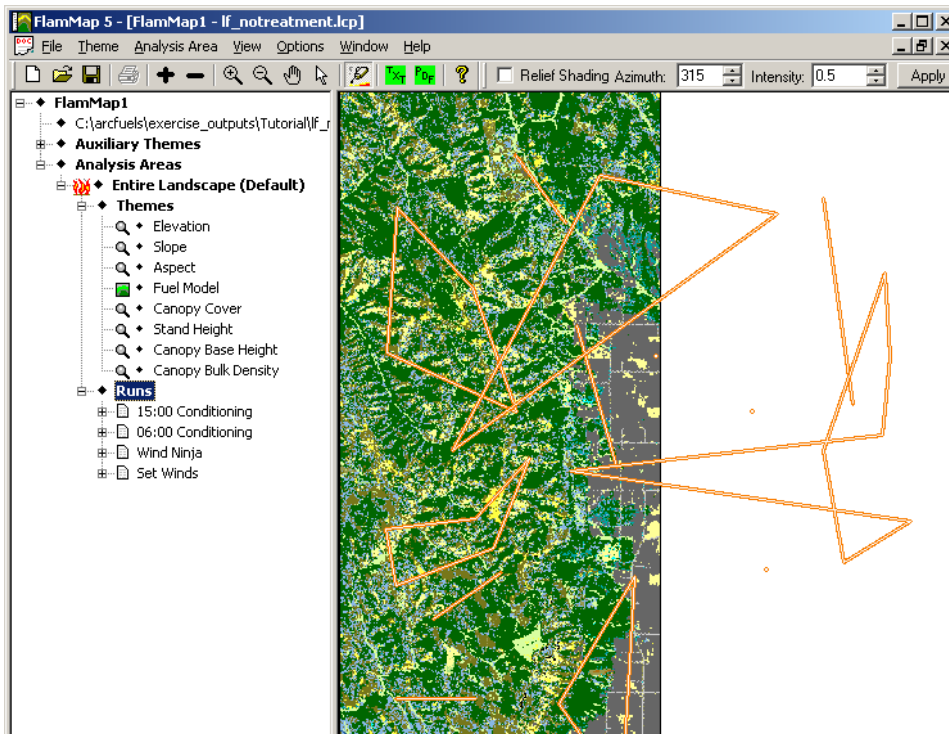 FlamMap 5 - [FlamMap1 - lf_notreatment.lcp]
File Theme Analysis Area View Options Window Help
TXT PDF ? Relief Shading Azimuth: 315 Intensity: 0.5 Apply
FlamMap1
C:\arcfuels\exercise_outputs\Tutorial\lf_r
Auxiliary Themes
Analysis Areas
Entire Landscape (Default)
Themes
Elevation
Slope
Aspect
Fuel Model
Canopy Cover
Stand Height
Canopy Base Height
Canopy Bulk Density
Runs
15:00 Conditioning
06:00 Conditioning
Wind Ninja
Set Winds